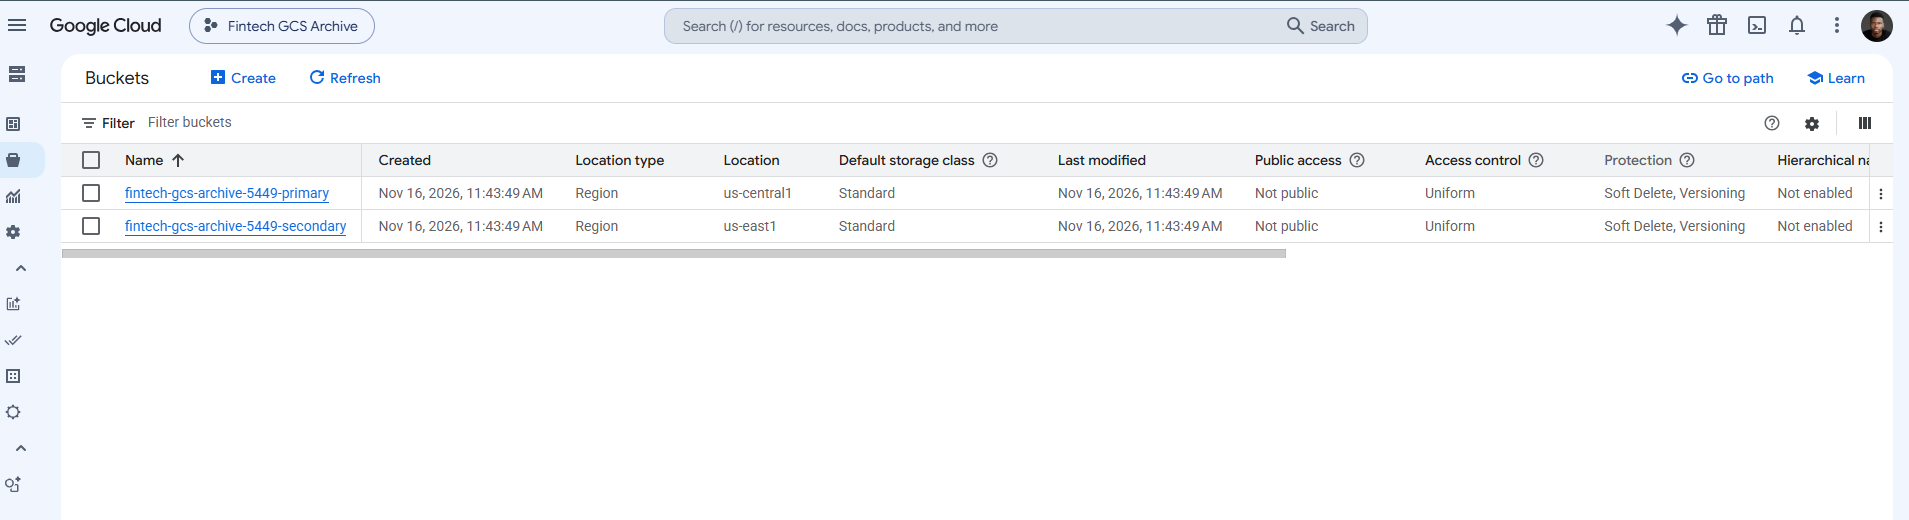 Google Cloud Fintech GCS Archive Search (/) for resources, docs, products, and more Search
Buckets Create Refresh Go to path Learn
Filter Filter buckets
Name Created Location type Location Default storage class Last modified Public access Access control Protection Hierarchical na
fintech-gcs-archive-5449-primary Nov 16, 2026, 11:43:49 AM Region us-central1 Standard Nov 16, 2026, 11:43:49 AM Not public Uniform Soft Delete, Versioning Not enabled
fintech-gcs-archive-5449-secondary Nov 16, 2026, 11:43:49 AM Region us-east1 Standard Nov 16, 2026, 11:43:49 AM Not public Uniform Soft Delete, Versioning Not enabled